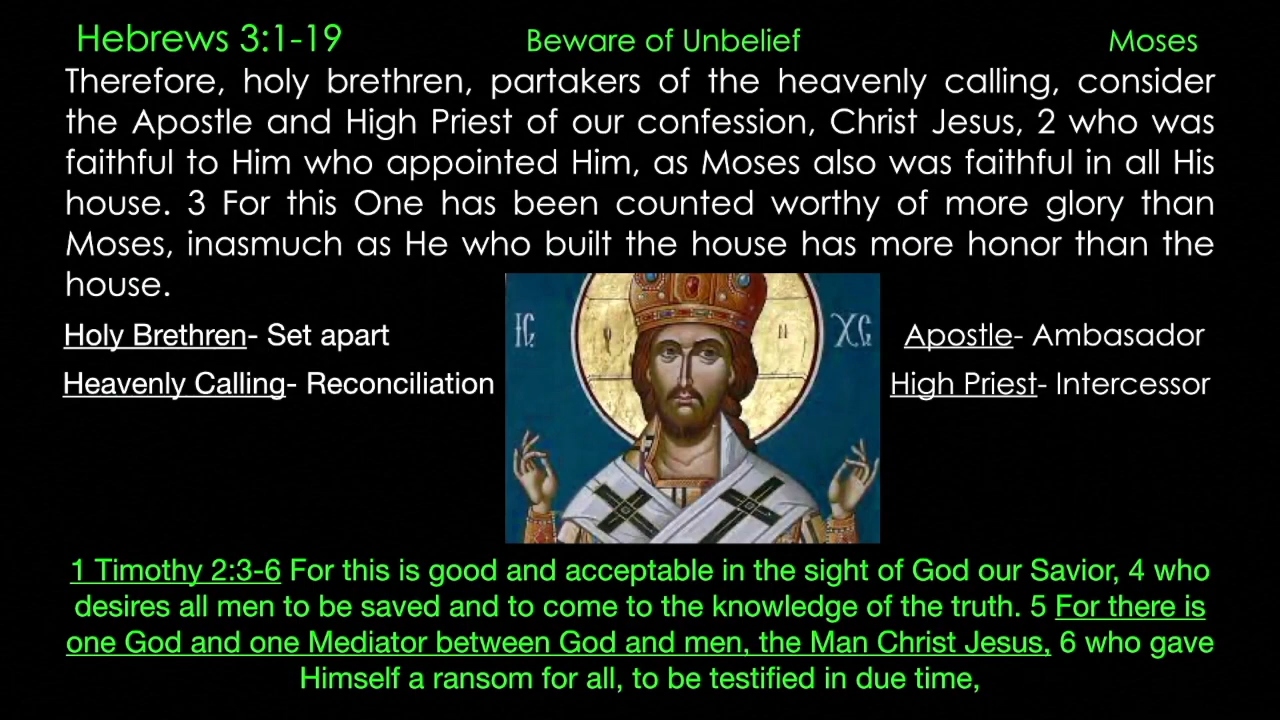 Hebrews 3:1-19 Beware of Unbelief Moses
Therefore, holy brethren, partakers of the heavenly calling, consider
the Apostle and High Priest of our confession, Christ Jesus, 2 who was
faithful to Him who appointed Him, as Moses also was faithful in all His
house. 3 For this One has been counted worthy of more glory than
Moses, inasmuch as He who built the house has more honor than the
house.
Holy Brethren- Set apart
Heavenly Calling- Reconciliation
IC XC
Apostle- Ambasador
High Priest- Intercessor
1 Timothy 2:3-6 For this is good and acceptable in the sight of God our Savior, 4 who
desires all men to be saved and to come to the knowledge of the truth. 5 For there is
one God and one Mediator between God and men, the Man Christ Jesus, 6 who gave
Himself a ransom for all, to be testified in due time,